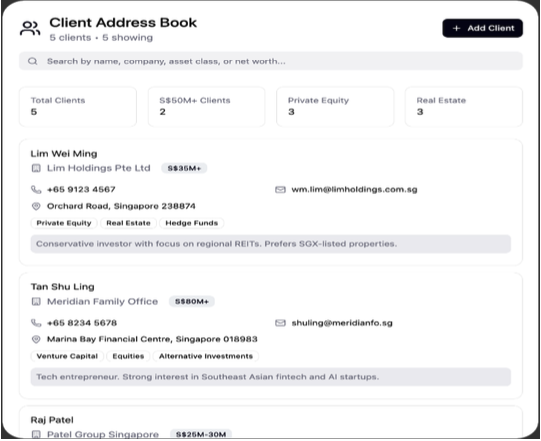 Client Address Book
5 clients • 5 showing
+ Add Client
Search by name, company, asset class, or net worth...
Total Clients
5
S$50M+ Clients
2
Private Equity
3
Real Estate
3
Lim Wei Ming
Lim Holdings Pte Ltd S$35M+
+65 9123 4567 wm.lim@limholdings.com.sg
Orchard Road, Singapore 238874
Private Equity Real Estate Hedge Funds
Conservative investor with focus on regional REITs. Prefers SGX-listed properties.
Tan Shu Ling
Meridian Family Office S$80M+
+65 8234 5678 shuling@meridianfo.sg
Marina Bay Financial Centre, Singapore 018983
Venture Capital Equities Alternative Investments
Tech entrepreneur. Strong interest in Southeast Asian fintech and AI startups.
Raj Patel
Patel Group Singapore S$25M-30M